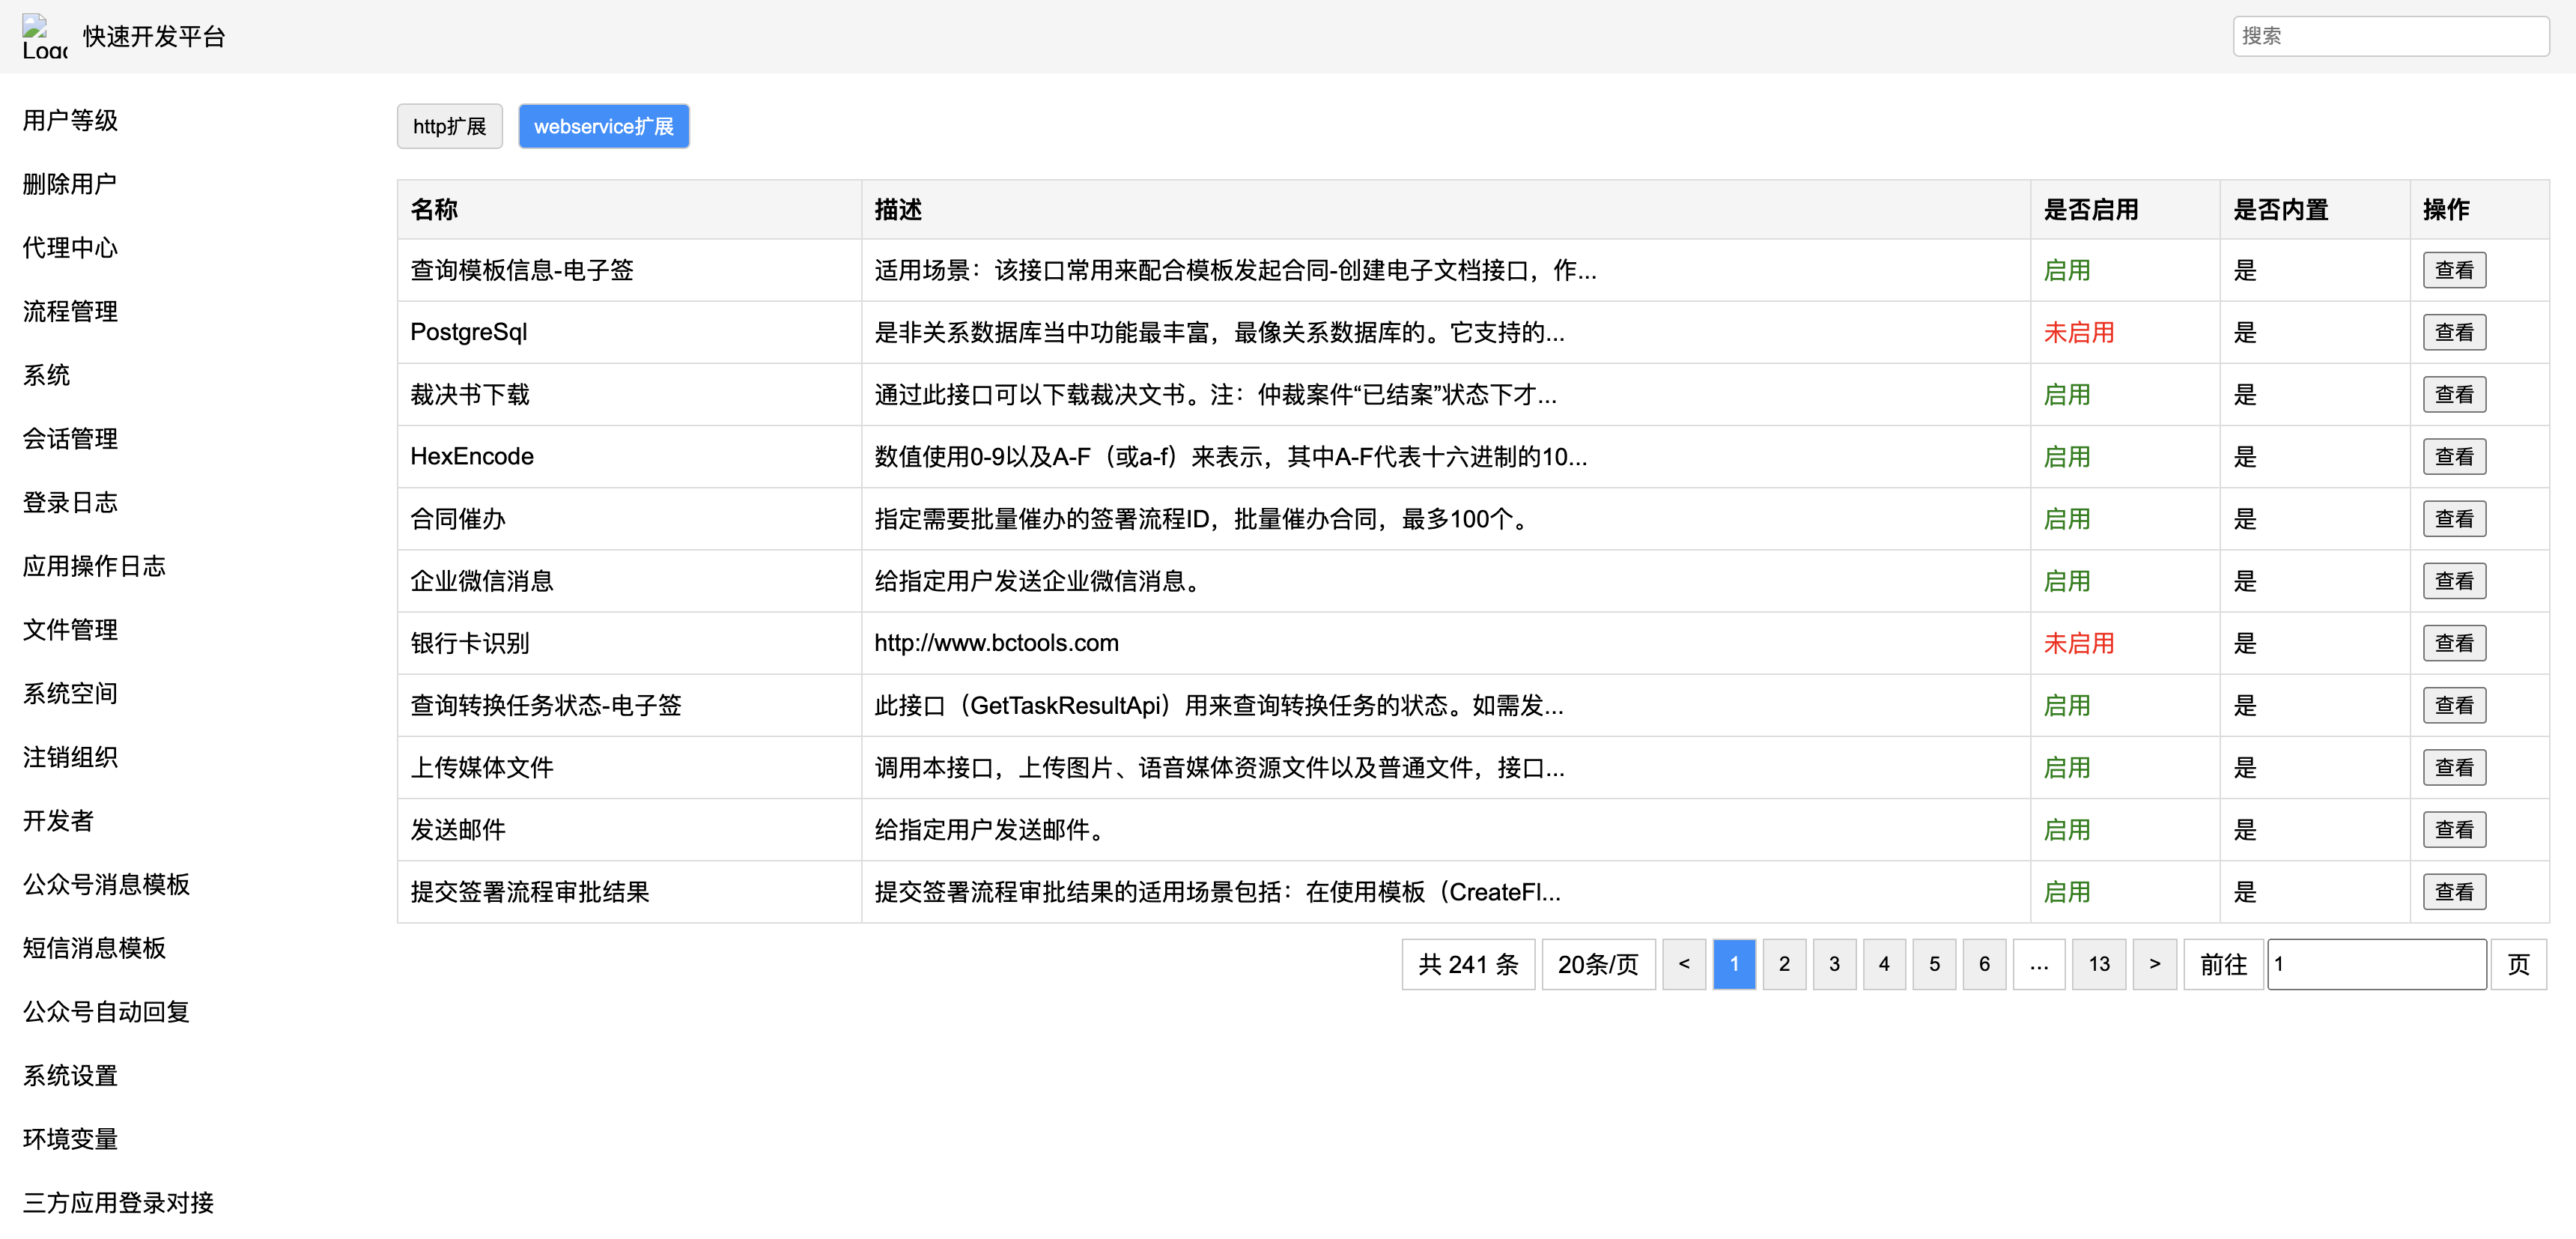 Logo 快速开发平台 搜索
用户等级
删除用户
代理中心
流程管理
系统
会话管理
登录日志
应用操作日志
文件管理
系统空间
注销组织
开发者
公众号消息模板
短信消息模板
公众号自动回复
系统设置
环境变量
三方应用登录对接
http扩展 webservice扩展
名称 描述 是否启用 是否内置 操作
查询模板信息-电子签 适用场景：该接口常用来配合模板发起合同-创建电子文档接口，作... 启用 是 查看
PostgreSql 是非关系数据库当中功能最丰富，最像关系数据库的。它支持的... 未启用 是 查看
裁决书下载 通过此接口可以下载裁决文书。注：仲裁案件“已结案”状态下才... 启用 是 查看
HexEncode 数值使用0-9以及A-F（或a-f）来表示，其中A-F代表十六进制的10... 启用 是 查看
合同催办 指定需要批量催办的签署流程ID，批量催办合同，最多100个。 启用 是 查看
企业微信消息 给指定用户发送企业微信消息。 启用 是 查看
银行卡识别 http://www.bctools.com 未启用 是 查看
查询转换任务状态-电子签 此接口（GetTaskResultApi）用来查询转换任务的状态。如需发... 启用 是 查看
上传媒体文件 调用本接口，上传图片、语音媒体资源文件以及普通文件，接口... 启用 是 查看
发送邮件 给指定用户发送邮件。 启用 是 查看
提交签署流程审批结果 提交签署流程审批结果的适用场景包括：在使用模板（CreateFl... 启用 是 查看
共 241 条 20条/页 < 1 2 3 4 5 6 ... 13 > 前往 1 页